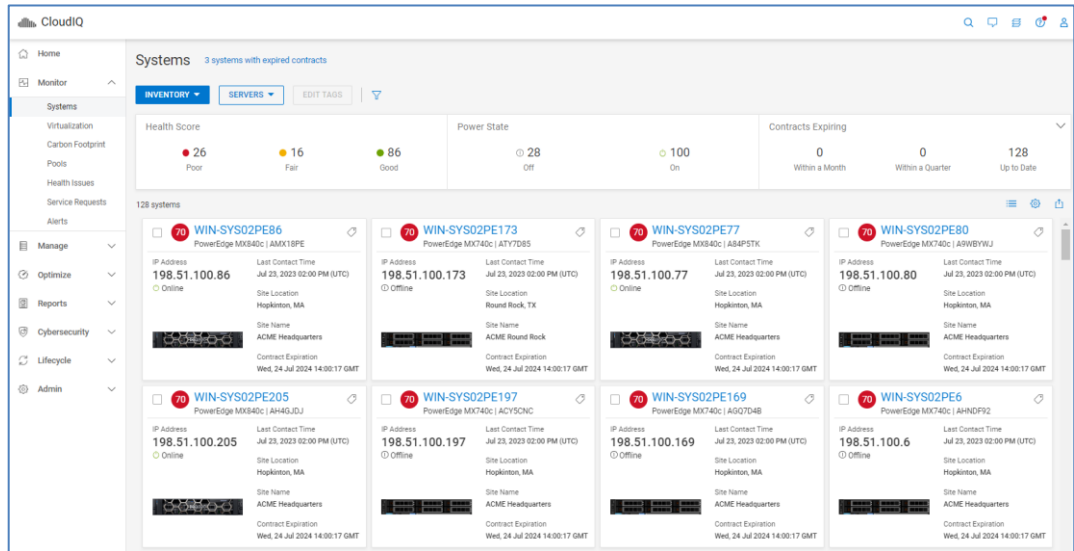 CloudIQ
Home
Monitor
Systems
Virtualization
Carbon Footprint
Pools
Health Issues
Service Requests
Alerts
Manage
Optimize
Reports
Cybersecurity
Lifecycle
Admin
Systems 3 systems with expired contracts
INVENTORY SERVERS EDIT TAGS
Health Score Power State Contracts Expiring
26 16 86 28 100 0 0 128
Poor Fair Good Off On Within a Month Within a Quarter Up to Date
128 systems
70 WIN-SYS02PE86
PowerEdge MX840c | AMX18PE
IP Address Last Contact Time
198.51.100.86 Jul 23, 2023 02:00 PM (UTC)
Online
Site Location
Hopkinton, MA
Site Name
ACME Headquarters
Contract Expiration
Wed, 24 Jul 2024 14:00:17 GMT
70 WIN-SYS02PE173
PowerEdge MX740c | ATY7D85
IP Address Last Contact Time
198.51.100.173 Jul 23, 2023 02:00 PM (UTC)
Offline
Site Location
Round Rock, TX
Site Name
ACME Round Rock
Contract Expiration
Wed, 24 Jul 2024 14:00:17 GMT
70 WIN-SYS02PE77
PowerEdge MX840c | A84P5TK
IP Address Last Contact Time
198.51.100.77 Jul 23, 2023 02:00 PM (UTC)
Online
Site Location
Hopkinton, MA
Site Name
ACME Headquarters
Contract Expiration
Wed, 24 Jul 2024 14:00:17 GMT
70 WIN-SYS02PE80
PowerEdge MX740c | A9WBYWJ
IP Address Last Contact Time
198.51.100.80 Jul 23, 2023 02:00 PM (UTC)
Offline
Site Location
Hopkinton, MA
Site Name
ACME Headquarters
Contract Expiration
Wed, 24 Jul 2024 14:00:17 GMT
70 WIN-SYS02PE205
PowerEdge MX840c | AH4GJDJ
IP Address Last Contact Time
198.51.100.205 Jul 23, 2023 02:00 PM (UTC)
Online
Site Location
Hopkinton, MA
Site Name
ACME Headquarters
Contract Expiration
Wed, 24 Jul 2024 14:00:17 GMT
70 WIN-SYS02PE197
PowerEdge MX740c | ACY5CNC
IP Address Last Contact Time
198.51.100.197 Jul 23, 2023 02:00 PM (UTC)
Offline
Site Location
Hopkinton, MA
Site Name
ACME Headquarters
Contract Expiration
Wed, 24 Jul 2024 14:00:17 GMT
70 WIN-SYS02PE169
PowerEdge MX740c | AGQ7D4B
IP Address Last Contact Time
198.51.100.169 Jul 23, 2023 02:00 PM (UTC)
Offline
Site Location
Hopkinton, MA
Site Name
ACME Headquarters
Contract Expiration
Wed, 24 Jul 2024 14:00:17 GMT
70 WIN-SYS02PE6
PowerEdge MX740c | AHNDF92
IP Address Last Contact Time
198.51.100.6 Jul 23, 2023 02:00 PM (UTC)
Offline
Site Location
Hopkinton, MA
Site Name
ACME Headquarters
Contract Expiration
Wed, 24 Jul 2024 14:00:17 GMT